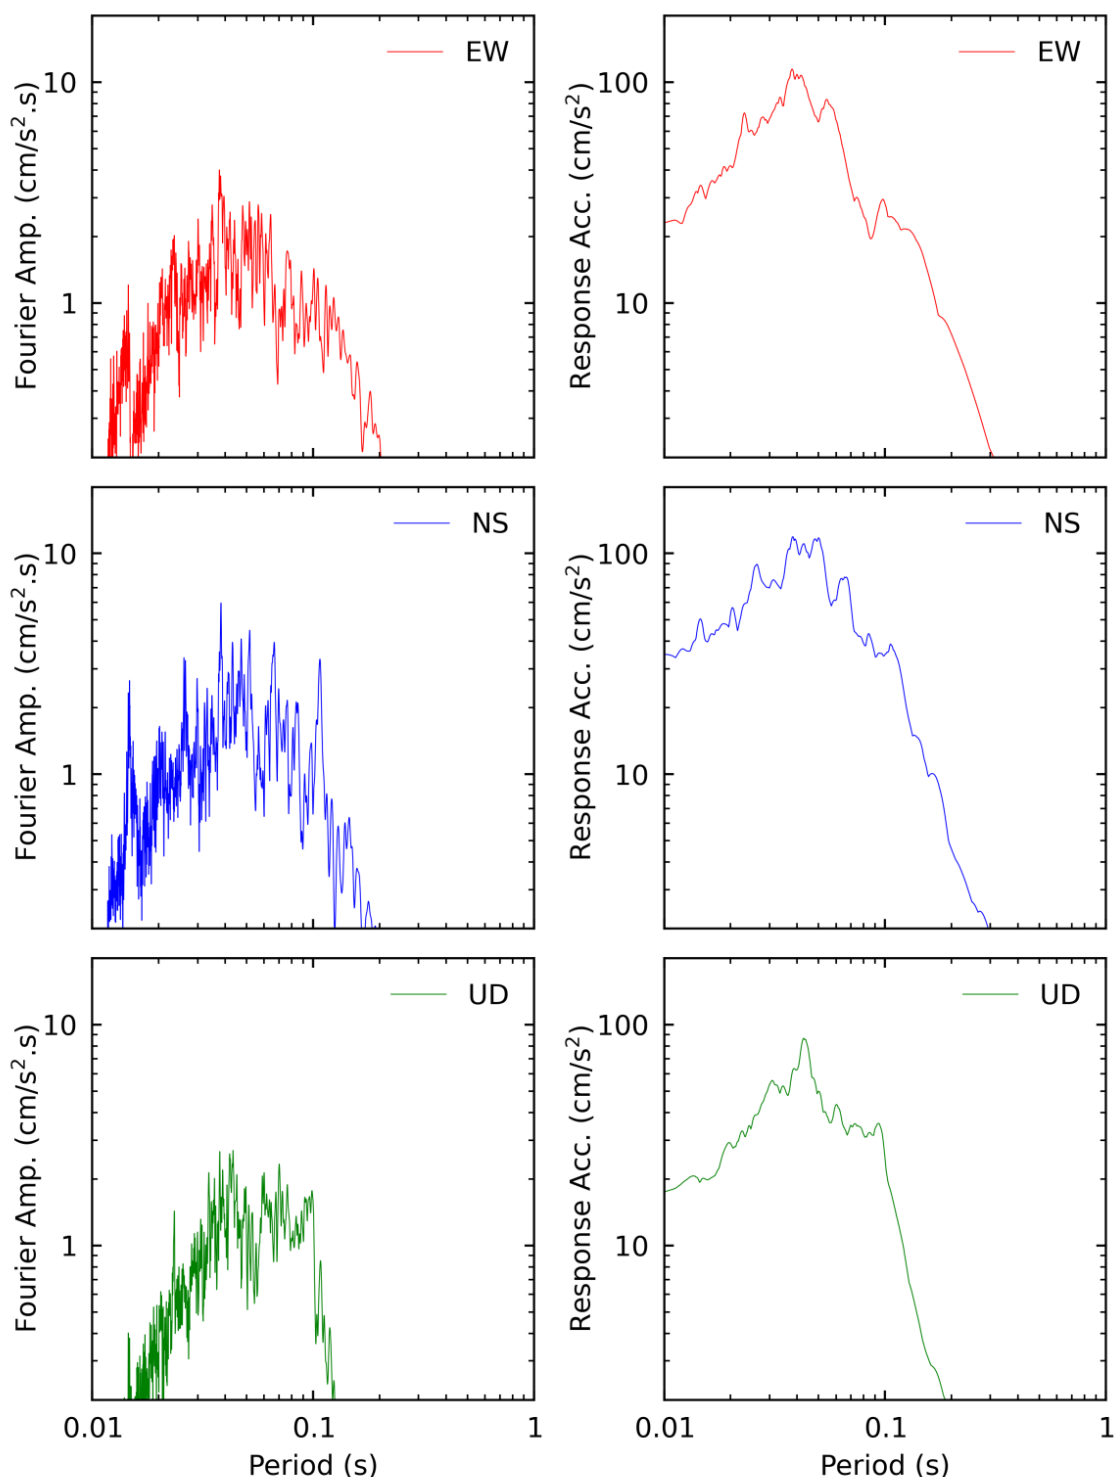 EW
10
1
Fourier Amp. (cm/s².s)
EW
100
10
Response Acc. (cm/s²)
NS
10
1
Fourier Amp. (cm/s².s)
NS
100
10
Response Acc. (cm/s²)
UD
10
1
Fourier Amp. (cm/s².s)
0.01 0.1 1
Period (s)
UD
100
10
Response Acc. (cm/s²)
0.01 0.1 1
Period (s)